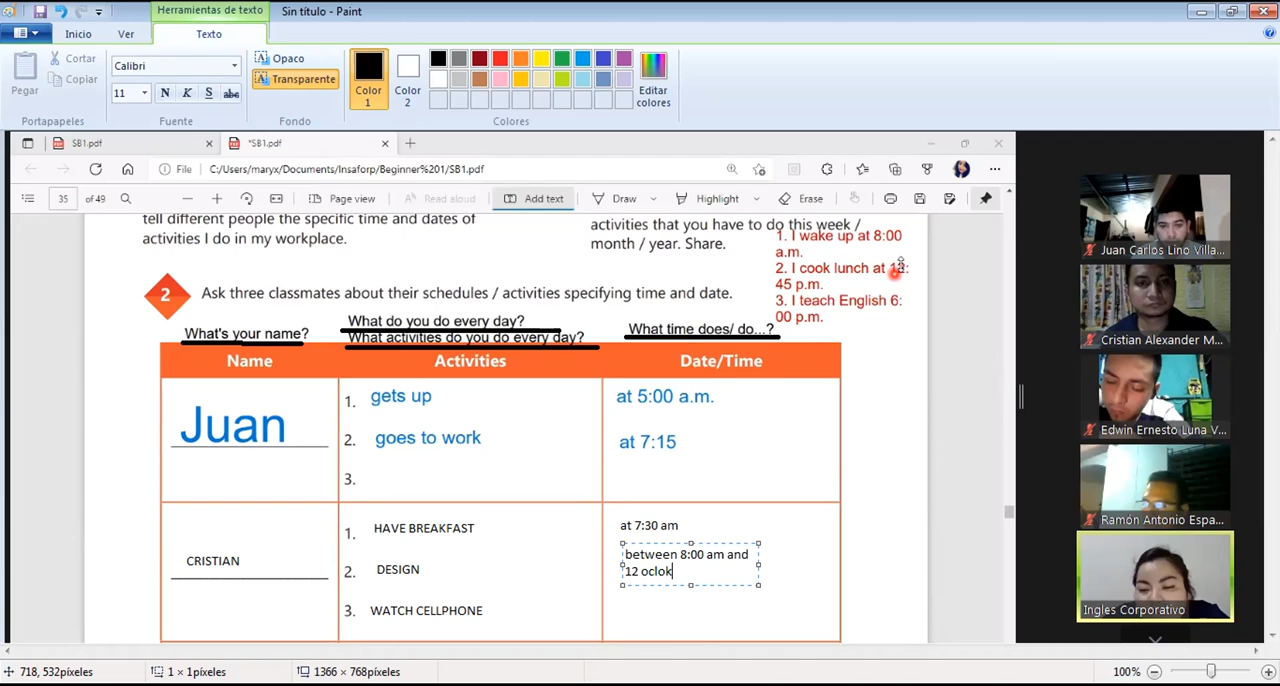 Herramientas de texto
Sin título - Paint
Inicio
Ver
Texto
Pegar
Cortar
Copiar
Portapapeles
Calibri
11
N K S abc
Fuente
Opaco
Transparente
Fondo
Color
1
Color
2
Editar
colores
Colores
SB1.pdf
*SB1.pdf
File
C:/Users/maryx/Documents/Insaforp/Beginner%201/SB1.pdf
35 of 49
Page view
Read aloud
Add text
Draw
Highlight
Erase
tell different people the specific time and dates of
activities I do in my workplace.
activities that you have to do this week /
month / year. Share.
1. I wake up at 8:00
a.m.
2. I cook lunch at 12:
45 p.m.
3. I teach English 6:
00 p.m.
2 Ask three classmates about their schedules / activities specifying time and date.
What's your name?
What do you do every day?
What activities do you do every day?
What time does/ do...?
Name
Activities
Date/Time
Juan
1. gets up
at 5:00 a.m.
2. goes to work
at 7:15
3.
CRISTIAN
1. HAVE BREAKFAST
at 7:30 am
2. DESIGN
between 8:00 am and
12 oclok
3. WATCH CELLPHONE
Juan Carlos Lino Villa...
Cristian Alexander M...
Edwin Ernesto Luna V...
Ramón Antonio Espa...
Ingles Corporativo
718, 532píxeles
1 × 1píxeles
1366 × 768píxeles
100%